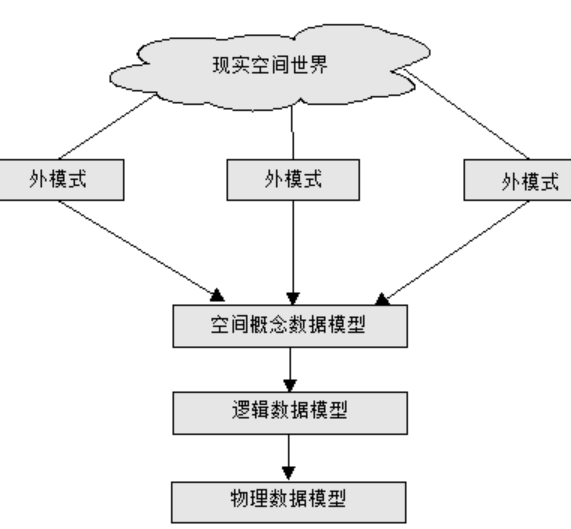 现实空间世界
外模式
外模式
外模式
空间概念数据模型
逻辑数据模型
物理数据模型